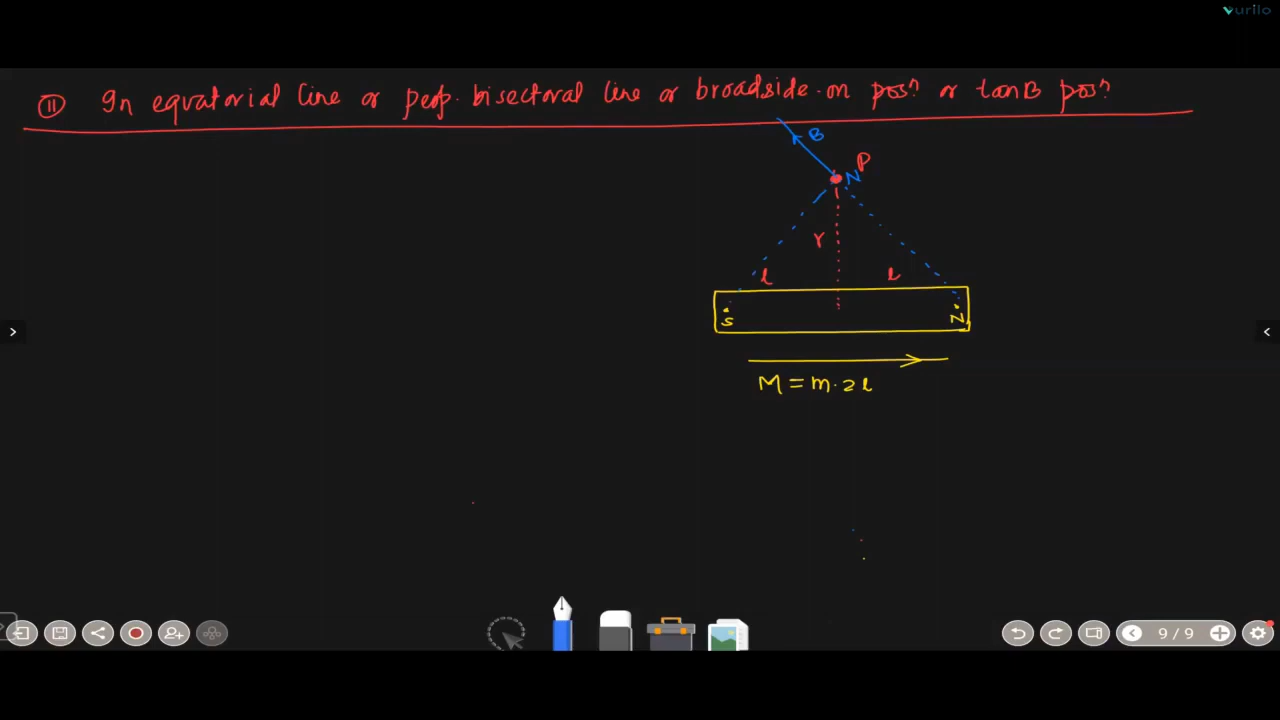 vurilo
(II) In equatorial line or perp. bisectoral line or broadside-on posⁿ or tanB posⁿ
B
P
N
r
l l
S N
M = m.2l
9/9